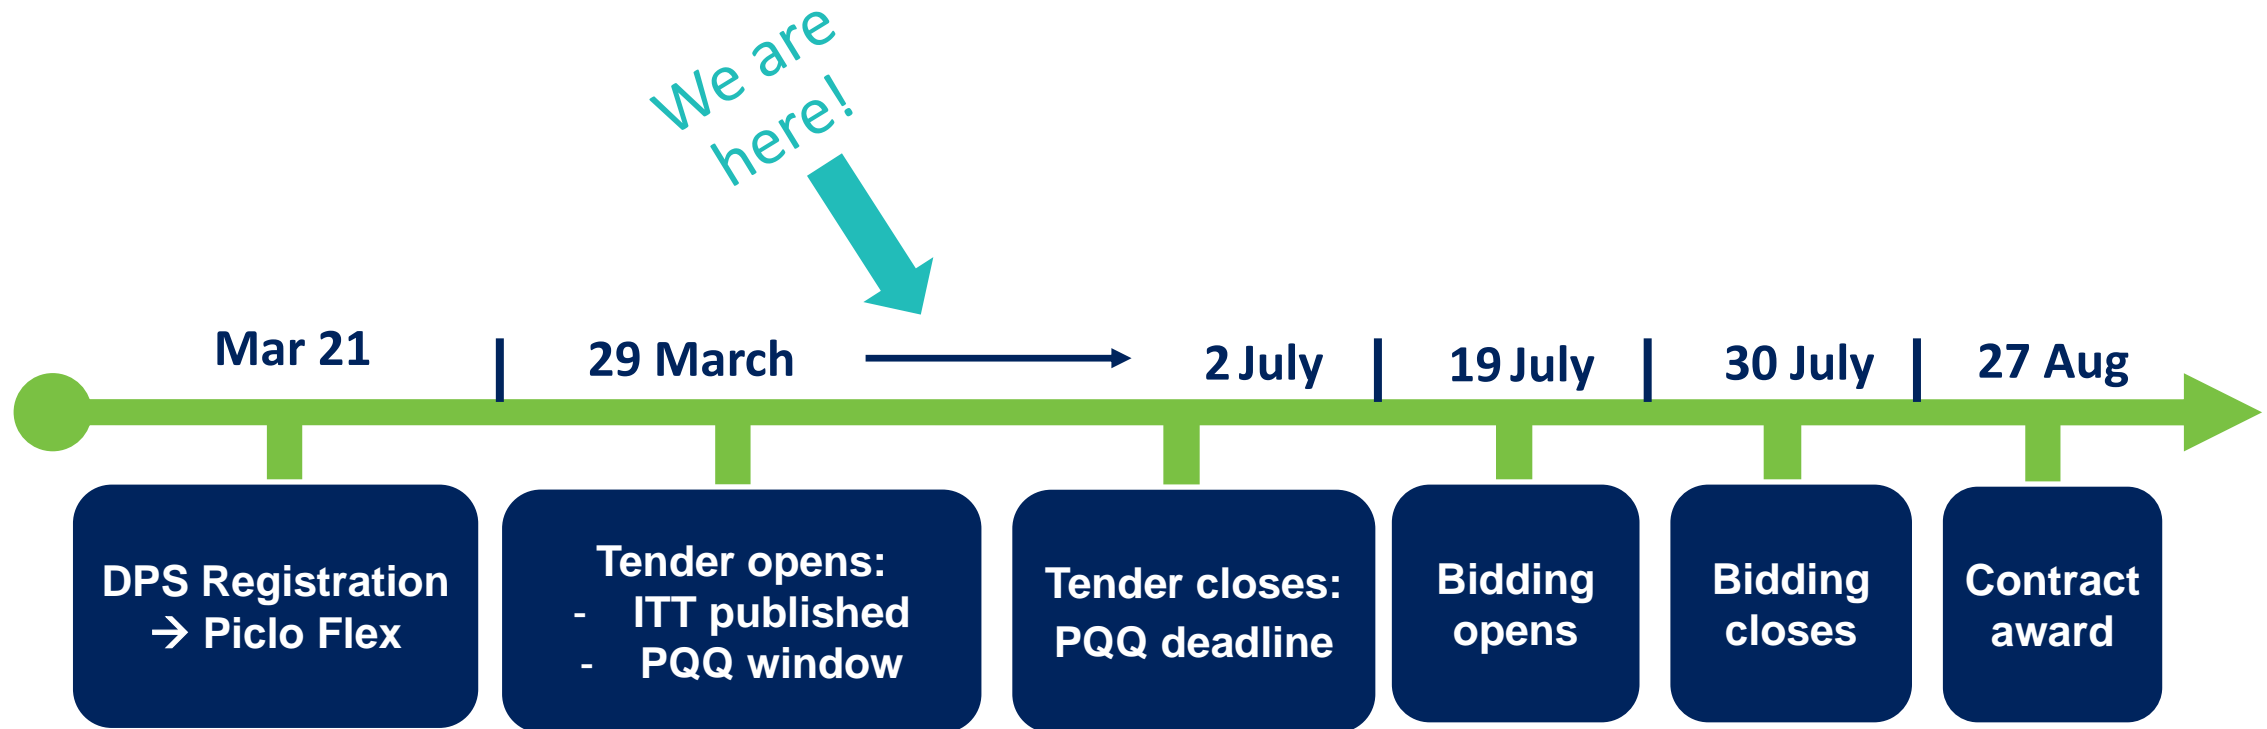 We are
here!
Mar 21
29 March
2 July
19 July
30 July
27 Aug
DPS Registration
→ Piclo Flex
Tender opens:
- ITT published
- PQQ window
Tender closes:
PQQ deadline
Bidding
opens
Bidding
closes
Contract
award